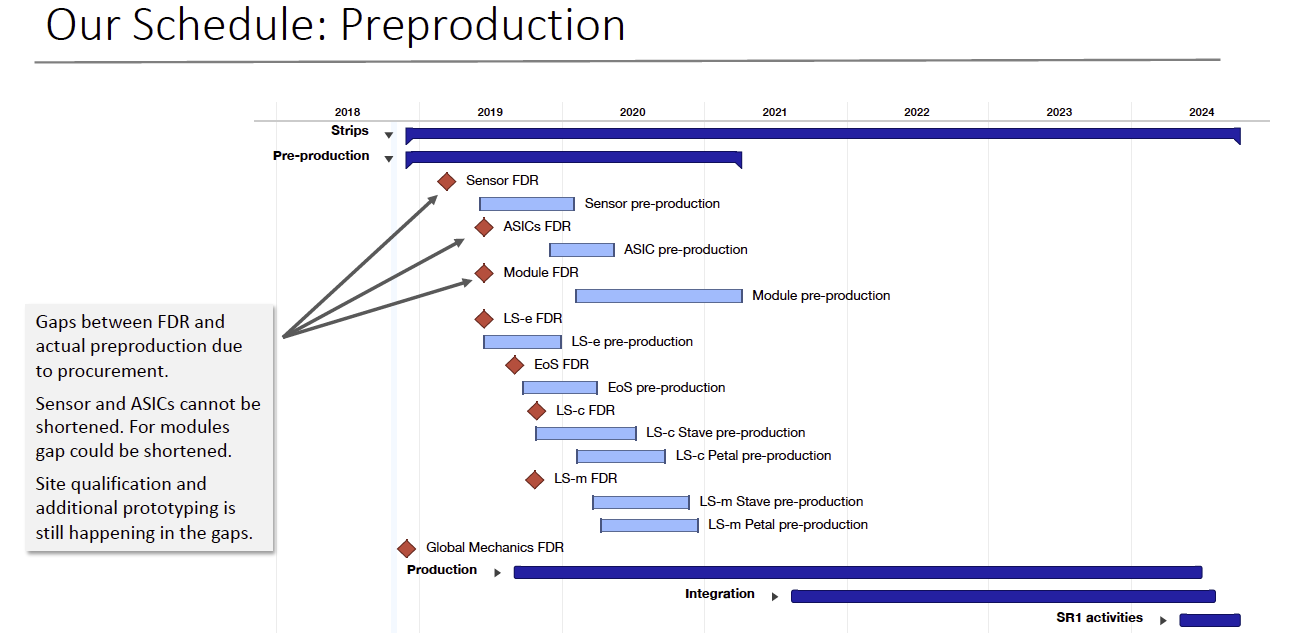 Our Schedule: Preproduction
2018 2019 2020 2021 2022 2023 2024
Strips
Pre-production
Sensor FDR
Sensor pre-production
ASICs FDR
ASIC pre-production
Module FDR
Module pre-production
LS-e FDR
LS-e pre-production
EoS FDR
EoS pre-production
LS-c FDR
LS-c Stave pre-production
LS-c Petal pre-production
LS-m FDR
LS-m Stave pre-production
LS-m Petal pre-production
Global Mechanics FDR
Production
Integration
SR1 activities
Gaps between FDR and
actual preproduction due
to procurement.
Sensor and ASICs cannot be
shortened. For modules
gap could be shortened.
Site qualification and
additional prototyping is
still happening in the gaps.